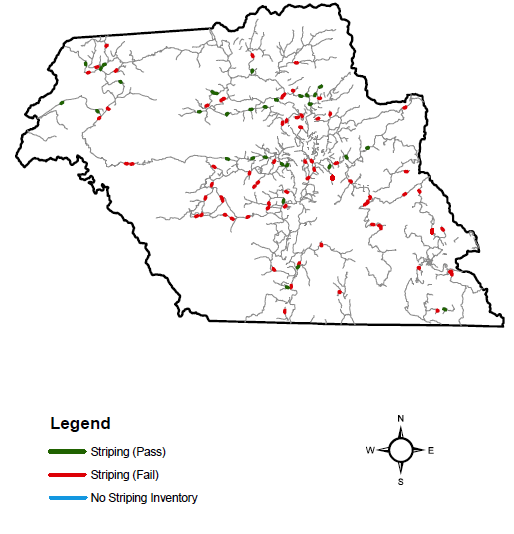 Legend
Striping (Pass)
Striping (Fail)
No Striping Inventory
N
W E
S